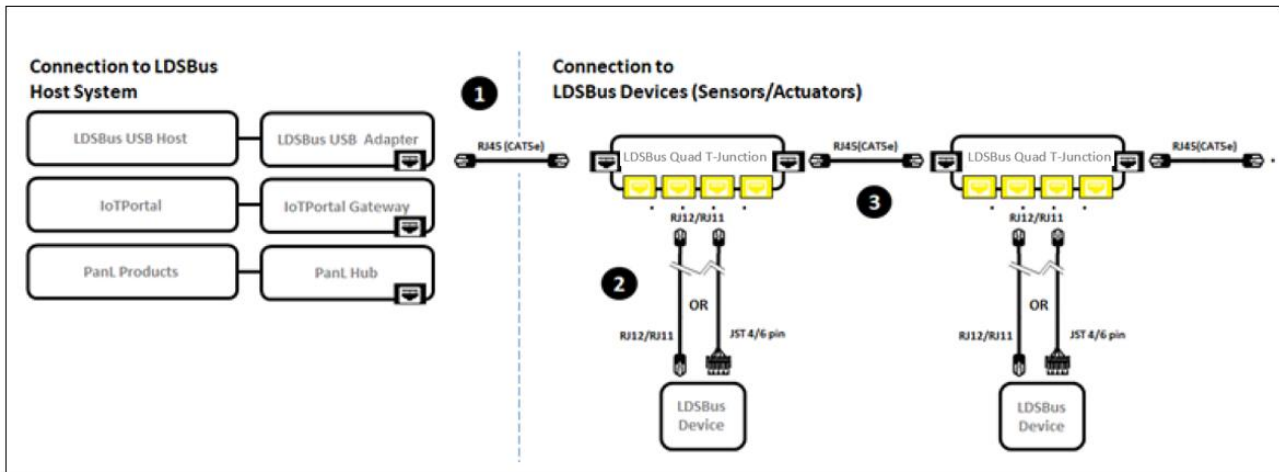 Connection to LDSBus
Host System
LDSBus USB Host
LDSBus USB Adapter
IoTPortal
IoTPortal Gateway
PanL Products
PanL Hub
1
RJ45 (CAT5e)
Connection to
LDSBus Devices (Sensors/Actuators)
LDSBus Quad T-Junction
RJ45(CAT5e)
LDSBus Quad T-Junction
RJ45(CAT5e)
3
RJ12/RJ11
2
OR
RJ12/RJ11
JST 4/6 pin
LDSBus
Device
RJ12/RJ11
OR
RJ12/RJ11
JST 4/6 pin
LDSBus
Device